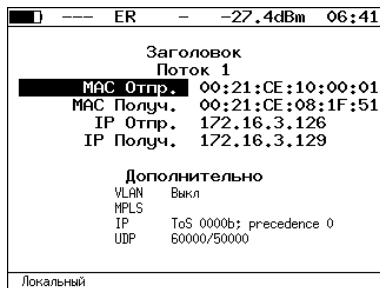 --- ER - -27.4dBm 06:41
Заголовок
Поток 1
MAC Отпр. 00:21:CE:10:00:01
MAC Получ. 00:21:CE:08:1F:51
IP Отпр. 172.16.3.126
IP Получ. 172.16.3.129
Дополнительно
VLAN Выкл
MPLS
IP ToS 0000b; precedence 0
UDP 60000/50000
Локальный